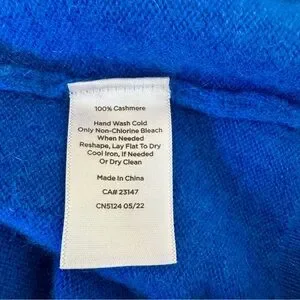 100% Cashmere
Hand Wash Cold
Only Non-Chlorine Bleach
When Needed
Reshape, Lay Flat To Dry
Cool Iron, If Needed
Or Dry Clean
Made In China
CA# 23147
CN5124 05/22